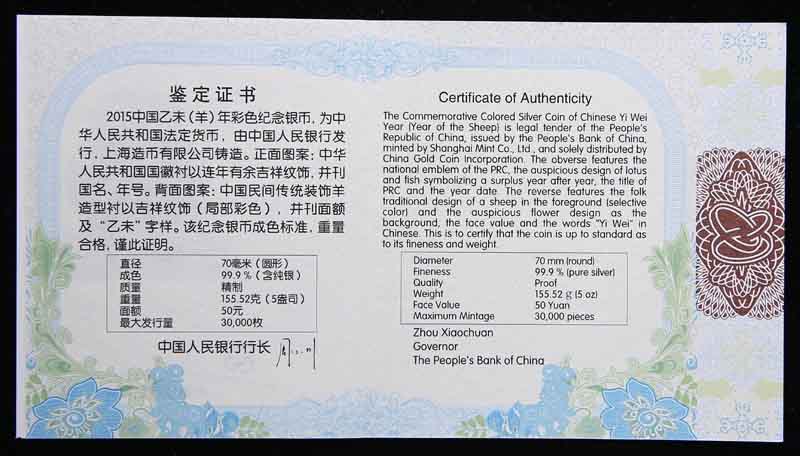 鉴定证书
2015中国乙未（羊）年彩色纪念银币，为中
华人民共和国法定货币，由中国人民银行发
行，上海造币有限公司铸造。正面图案：中华
人民共和国国徽衬以连年有余吉祥纹饰，并刊
国名、年号。背面图案：中国民间传统装饰羊
造型衬以吉祥纹饰（局部彩色），并刊面额
及“乙未”字样。该纪念银币成色标准，重量
合格，谨此证明。
直径 70毫米（圆形）
成色 99.9%（含纯银）
质量 精制
重量 155.52克（5盎司）
面额 50元
最大发行量 30,000枚
中国人民银行行长
Certificate of Authenticity
The Commemorative Colored Silver Coin of Chinese Yi Wei
Year (Year of the Sheep) is legal tender of the People's
Republic of China, issued by the People's Bank of China,
minted by Shanghai Mint Co., Ltd., and solely distributed by
China Gold Coin Incorporation. The obverse features the
national emblem of the PRC, the auspicious design of lotus
and fish symbolizing a surplus year after year, the title of
PRC and the year date. The reverse features the folk
traditional design of a sheep in the foreground (selective
color) and the auspicious flower design as the
background, the face value and the words "Yi Wei" in
Chinese. This is to certify that the coin is up to standard as
to its fineness and weight.
Diameter 70 mm (round)
Fineness 99.9% (pure silver)
Quality Proof
Weight 155.52 g (5 oz)
Face Value 50 Yuan
Maximum Mintage 30,000 pieces
Zhou Xiaochuan
Governor
The People's Bank of China